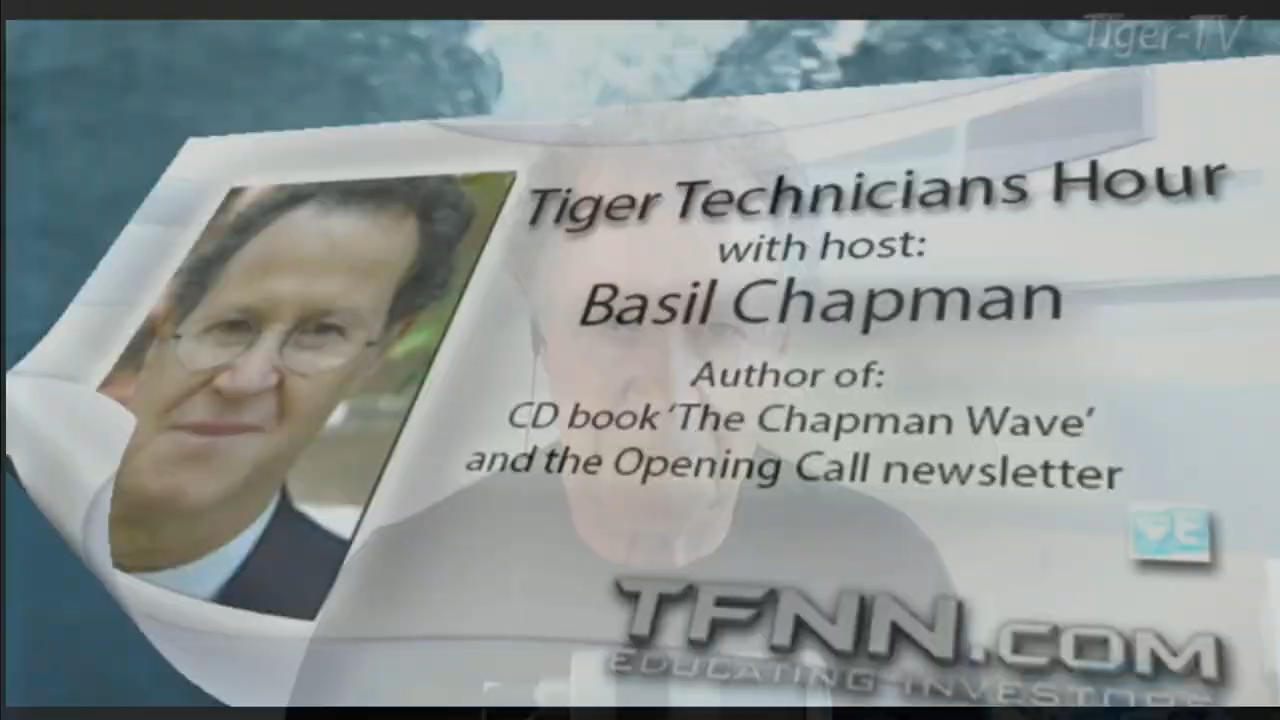 Tiger-TV
Tiger Technicians Hour
with host:
Basil Chapman
Author of:
CD book 'The Chapman Wave'
and the Opening Call newsletter
TFNN.COM
EDUCATING INVESTORS